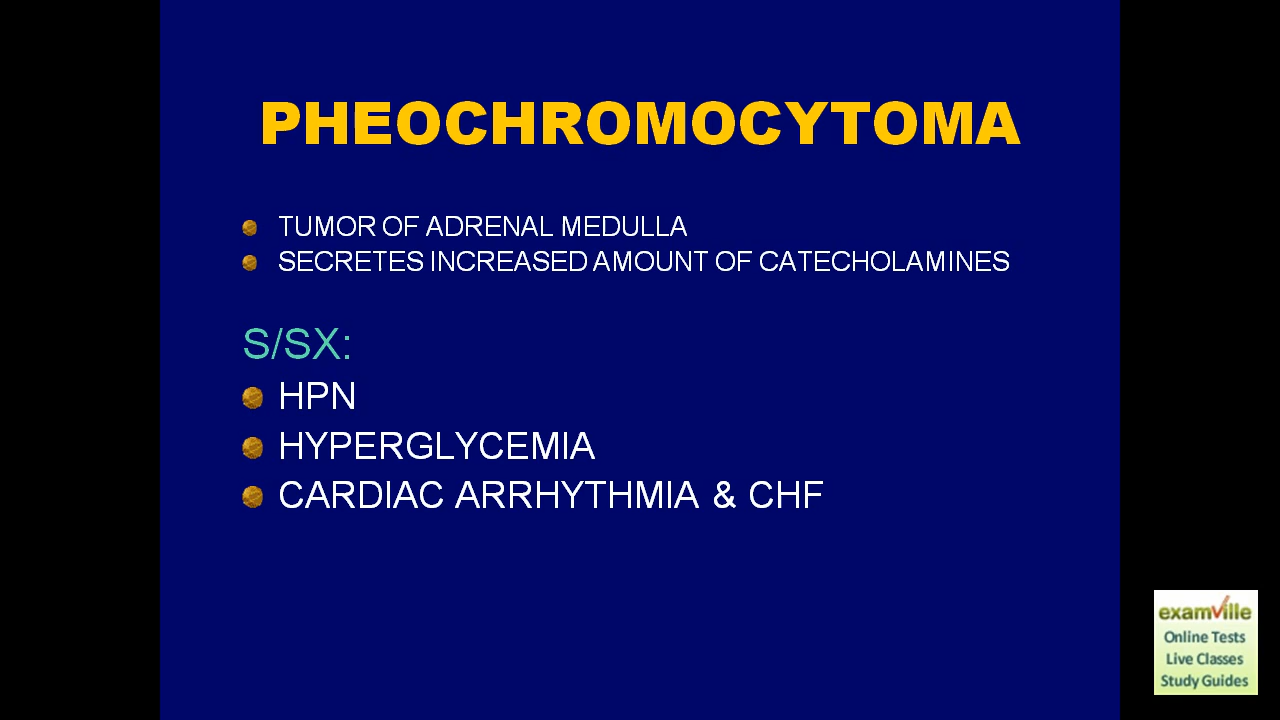 PHEOCHROMOCYTOMA
TUMOR OF ADRENAL MEDULLA
SECRETES INCREASED AMOUNT OF CATECHOLAMINES
S/SX:
HPN
HYPERGLYCEMIA
CARDIAC ARRHYTHMIA & CHF
examville
Online Tests
Live Classes
Study Guides